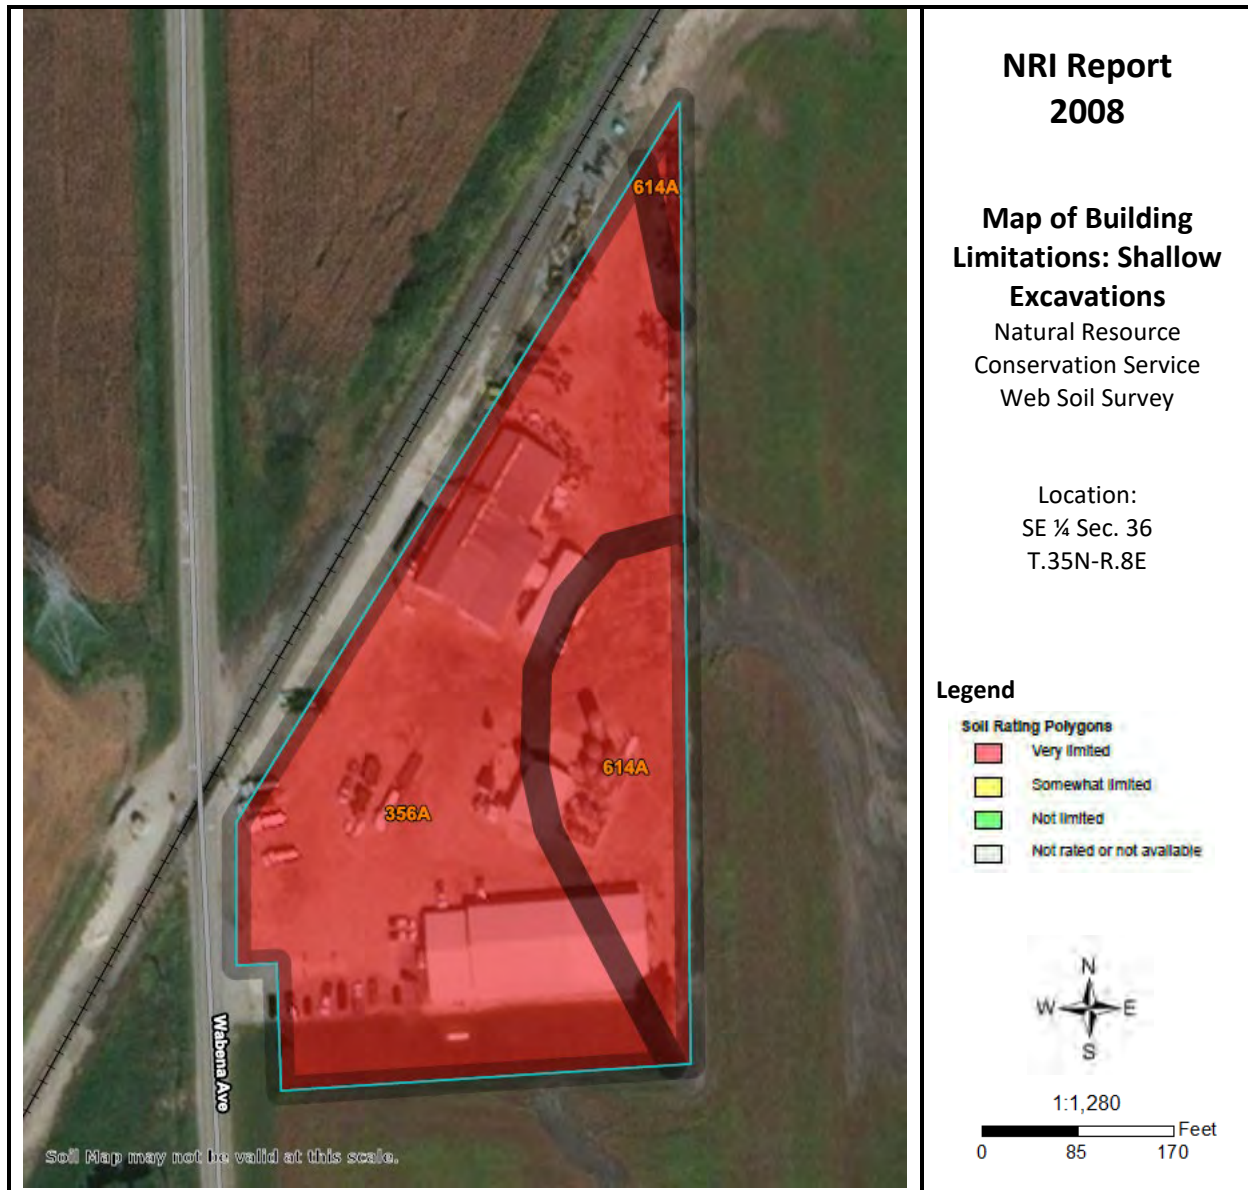 NRI Report
2008
Map of Building
Limitations: Shallow
Excavations
Natural Resource
Conservation Service
Web Soil Survey
Location:
SE ¼ Sec. 36
T.35N-R.8E
Legend
Soil Rating Polygons
Very limited
Somewhat limited
Not limited
Not rated or not available
N
W E
S
1:1,280
Feet
0 85 170
614A
614A
356A
Wabena Ave
Soil Map may not be valid at this scale.